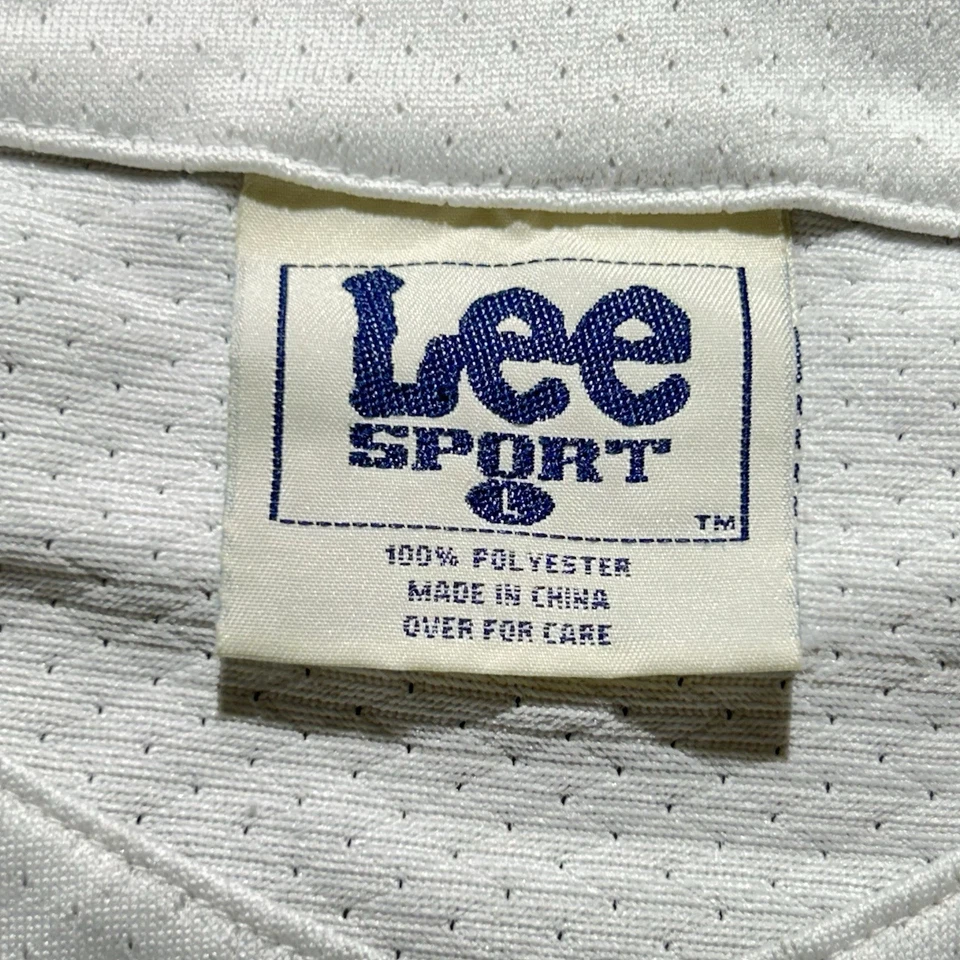 Lee
SPORT
L
TM
100% POLYESTER
MADE IN CHINA
OVER FOR CARE